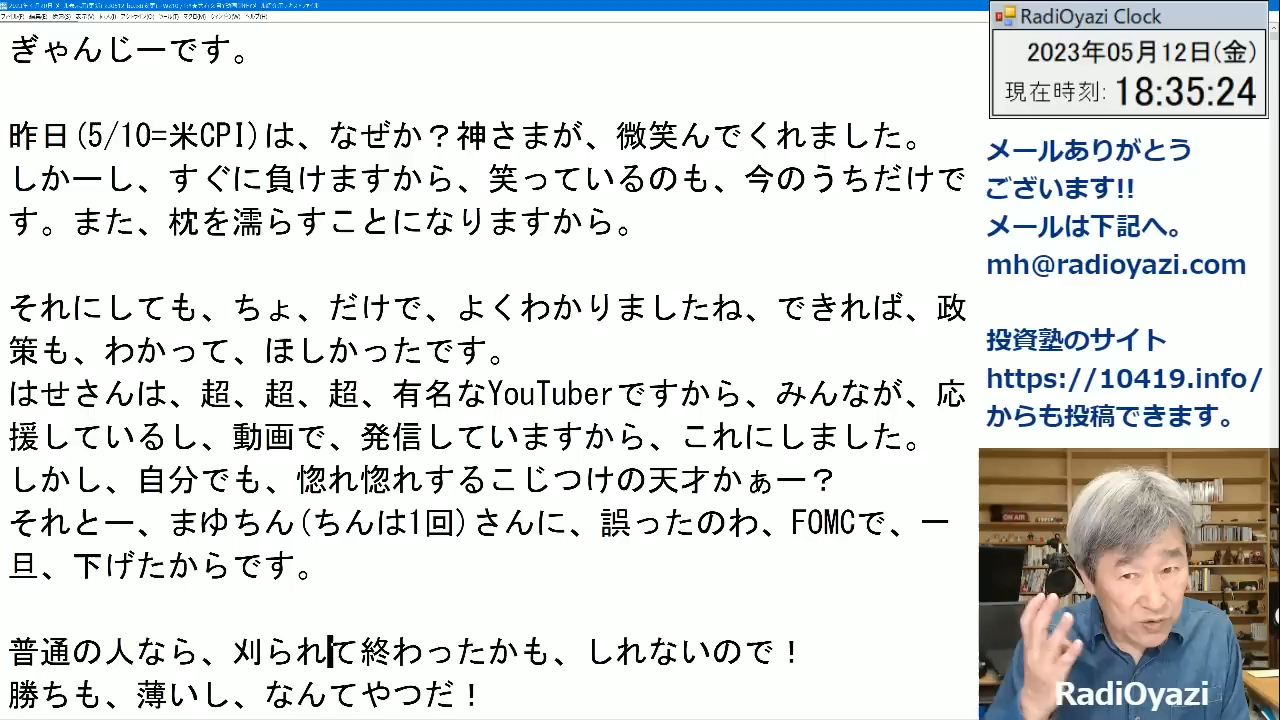 ぎゃんじーです。
昨日(5/10=米CPI)は、なぜか？神さまが、微笑んでくれました。
しかーし、すぐに負けますから、笑っているのも、今のうちだけで
す。また、枕を濡らすことになりますから。
それにしても、ちょ、だけで、よくわかりましたね、できれば、政
策も、わかって、ほしかったです。
はせさんは、超、超、超、有名なYouTuberですから、みんなが、応
援しているし、動画で、発信していますから、これにしました。
しかし、自分でも、惚れ惚れするこじつけの天才かぁー？
それとー、まゆちん(ちんは1回)さんに、誤ったのわ、FOMCで、一
旦、下げたからです。
普通の人なら、刈られて終わったかも、しれないので！
勝ちも、薄いし、なんてやつだ！
RadiOyazi Clock
2023年05月12日(金)
現在時刻: 18:35:24
メールありがとう
ございます!!
メールは下記へ。
mh@radioyazi.com
投資塾のサイト
https://10419.info/
からも投稿できます。
ON AIR
RadiOyazi